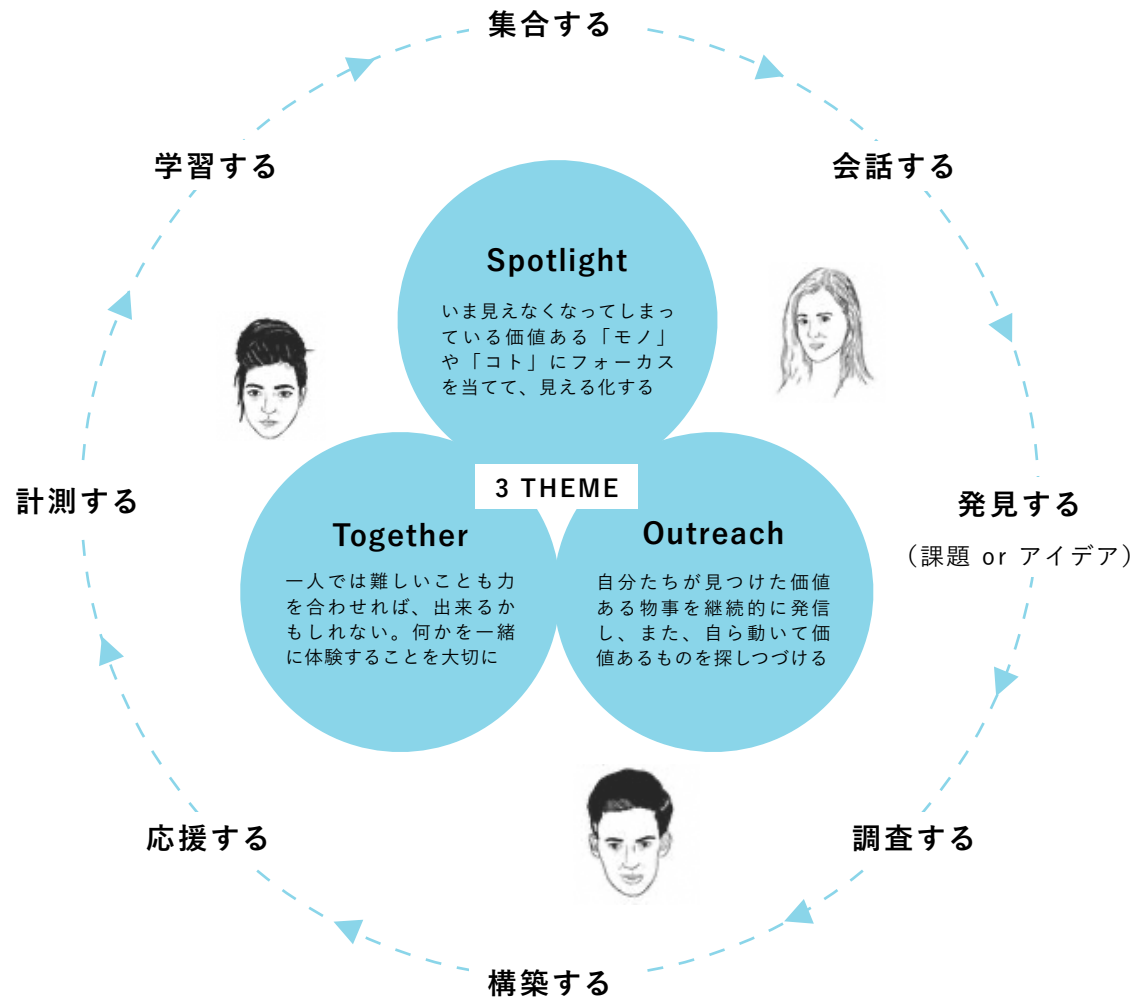 集合する
会話する
発見する
（課題 or アイデア）
調査する
構築する
応援する
計測する
学習する
Spotlight
いま見えなくなってしまっ
ている価値ある「モノ」
や「コト」にフォーカス
を当てて、見える化する
3 THEME
Together
一人では難しいことも力
を合わせれば、出来るか
もしれない。何かを一緒
に体験することを大切に
Outreach
自分たちが見つけた価値
ある物事を継続的に発信
し、また、自ら動いて価
値あるものを探しつづける